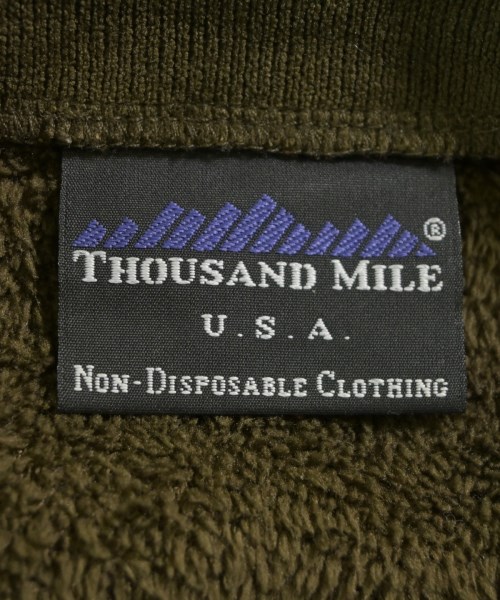 ®
THOUSAND MILE
U.S.A.
NON-DISPOSABLE CLOTHING